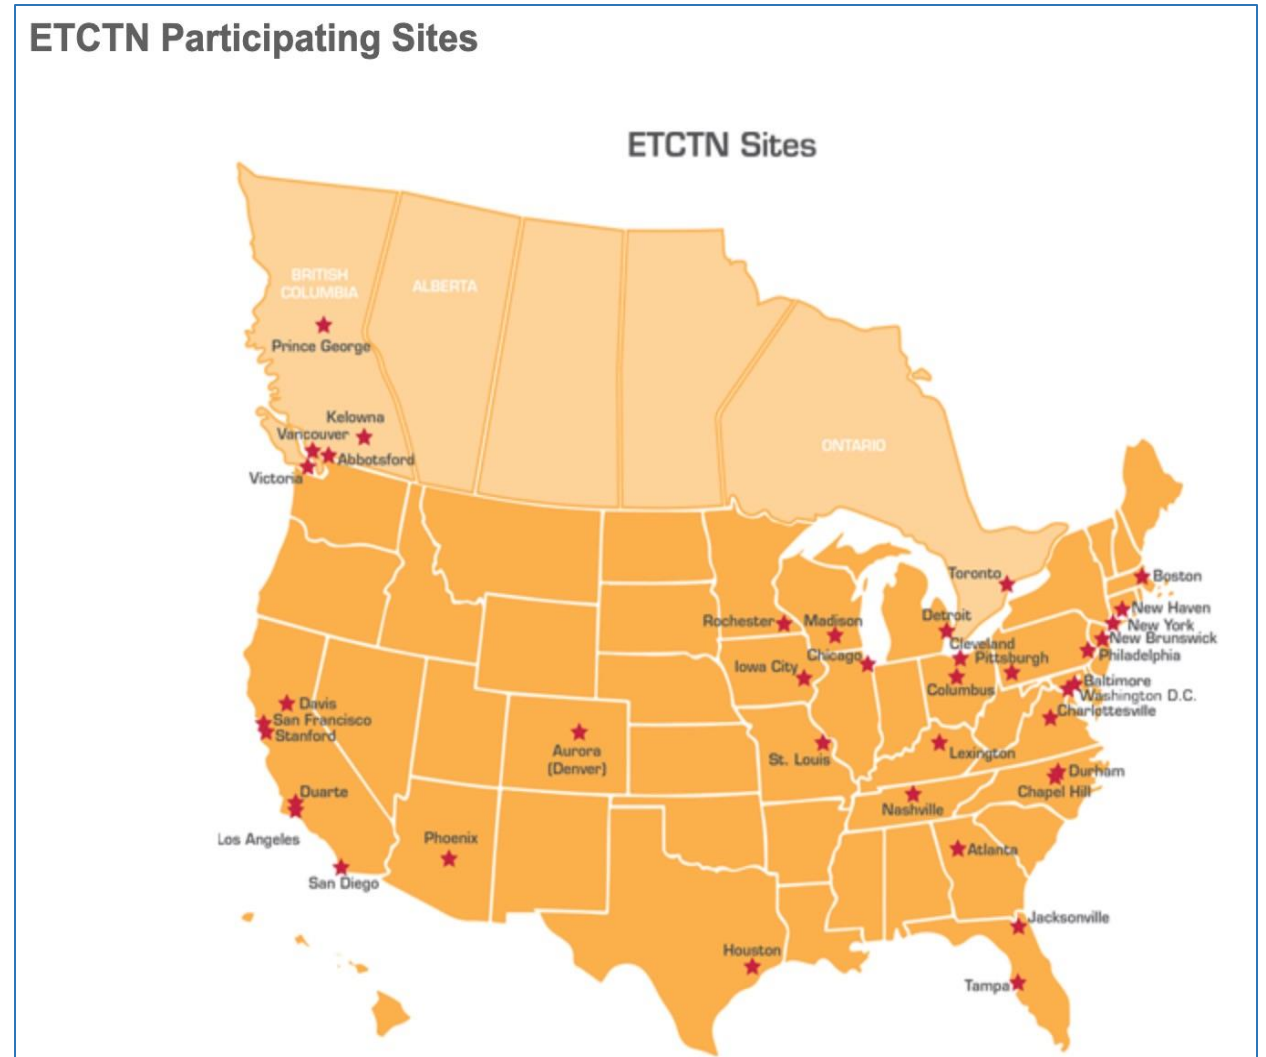 ETCTN Participating Sites
ETCTN Sites
BRITISH
COLUMBIA
ALBERTA
Prince George
Kelowna
Vancouver
Abbotsford
Victoria
ONTARIO
Toronto
Boston
Rochester
Madison
Detroit
New Haven
New York
New Brunswick
Cleveland
Chicago
Pittsburgh
Philadelphia
Iowa City
Columbus
Baltimore
Washington D.C.
Charlottesville
Davis
San Francisco
Stanford
Aurora
(Denver)
St. Louis
Lexington
Durham
Chapel Hill
Duarte
Nashville
Los Angeles
Phoenix
Atlanta
San Diego
Jacksonville
Houston
Tampa